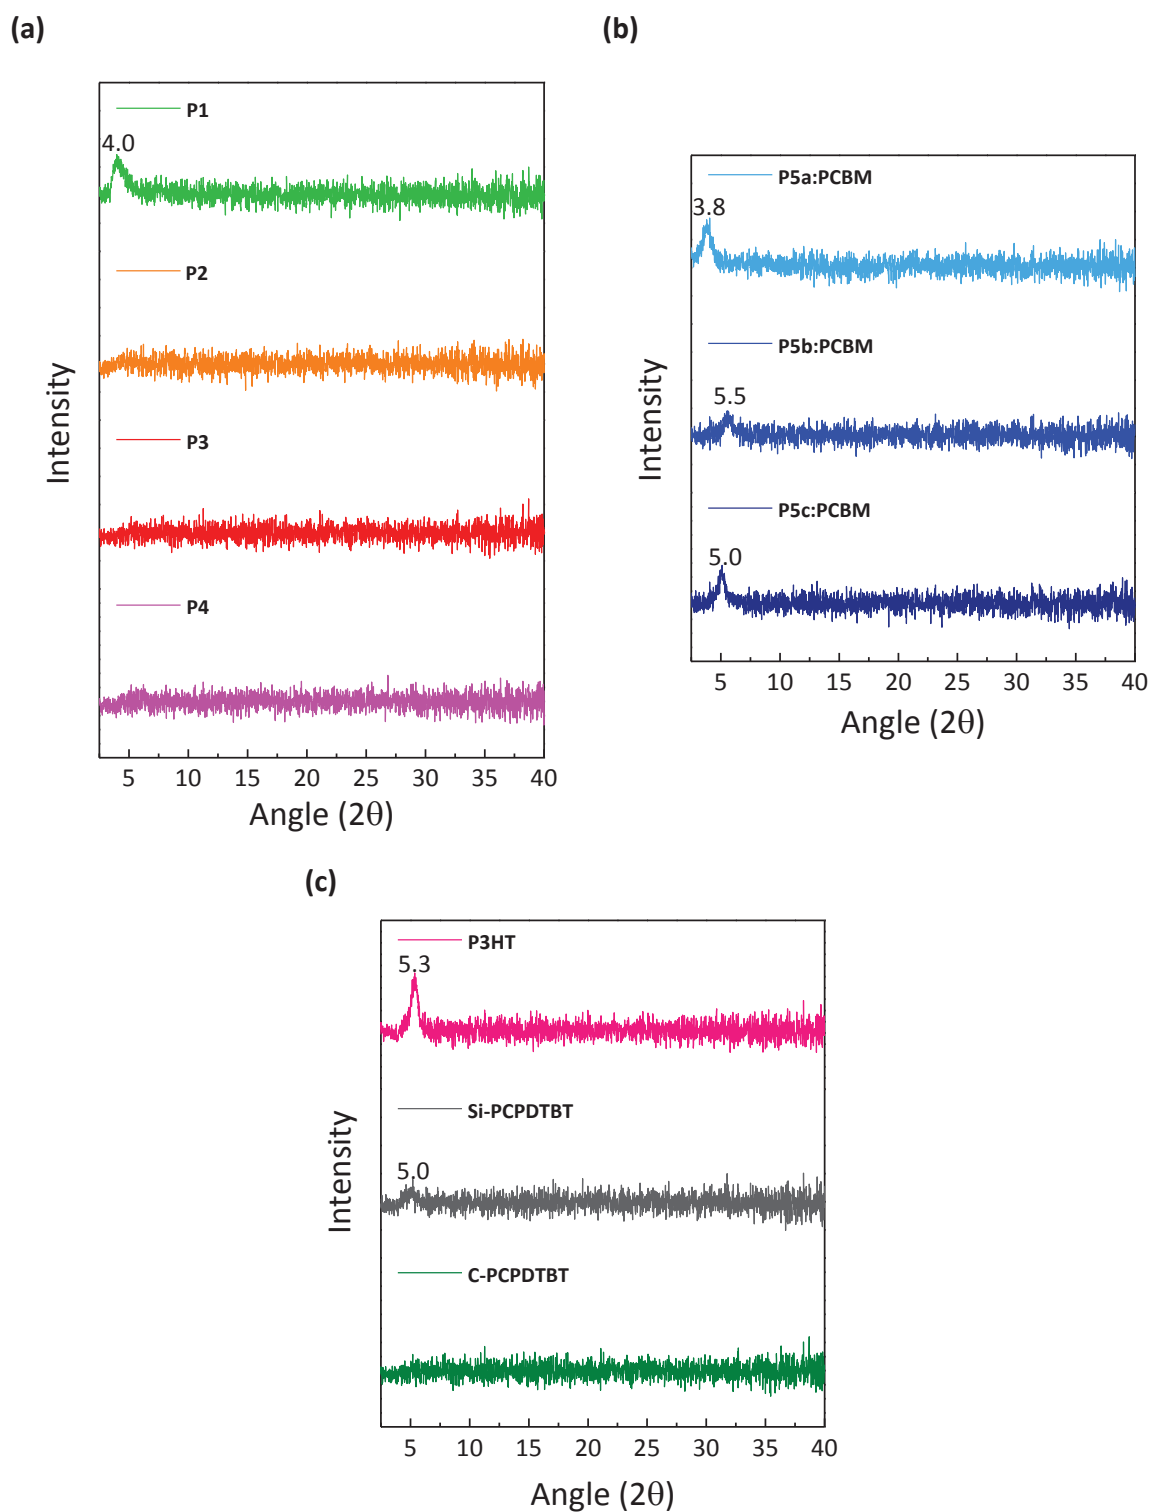 (a)
P1
4.0
P2
P3
P4
Intensity
5 10 15 20 25 30 35 40
Angle (2θ)
(b)
P5a:PCBM
3.8
P5b:PCBM
5.5
P5c:PCBM
5.0
Intensity
5 10 15 20 25 30 35 40
Angle (2θ)
(c)
P3HT
5.3
Si-PCPDTBT
5.0
C-PCPDTBT
Intensity
5 10 15 20 25 30 35 40
Angle (2θ)